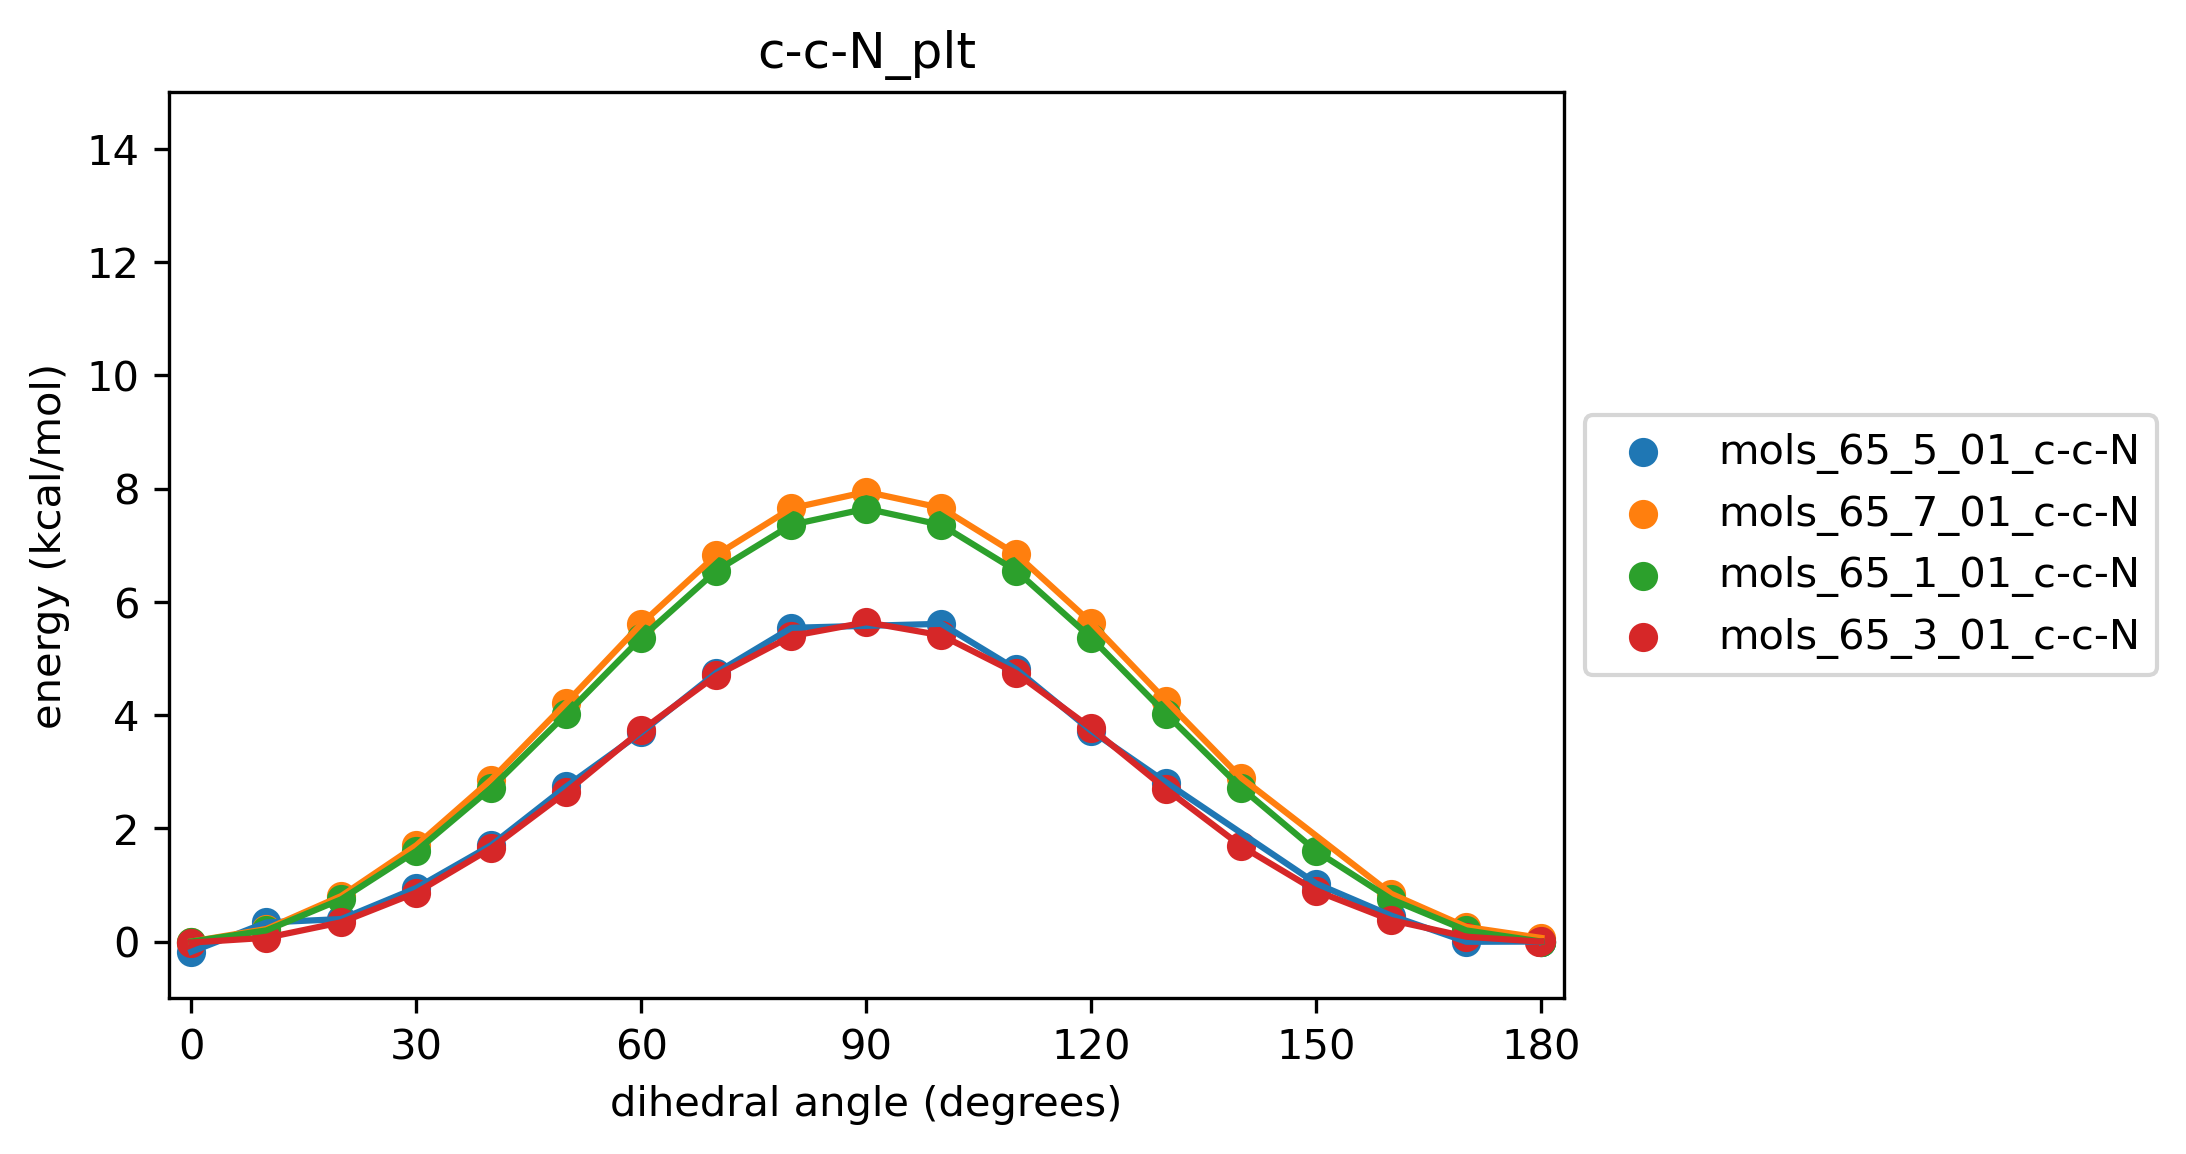 c-c-N_plt
14
12
10
8
6
4
2
0
energy (kcal/mol)
0 30 60 90 120 150 180
dihedral angle (degrees)
mols_65_5_01_c-c-N
mols_65_7_01_c-c-N
mols_65_1_01_c-c-N
mols_65_3_01_c-c-N